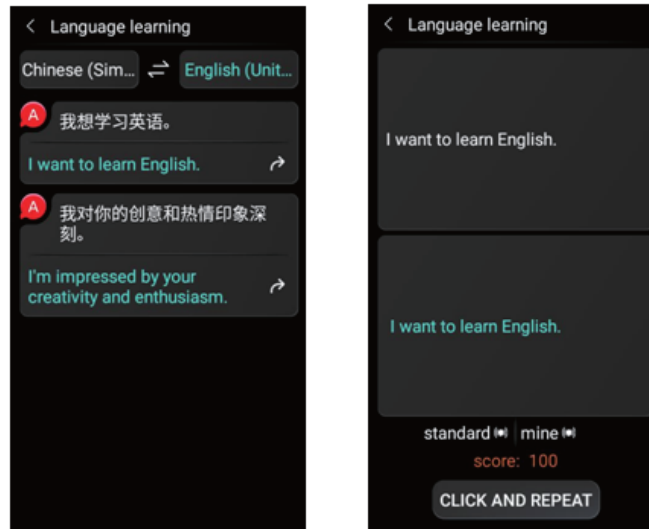 Language learning
Chinese (Sim...
English (Unit...
A
我想学习英语。
I want to learn English.
A
我对你的创意和热情印象深
刻。
I'm impressed by your
creativity and enthusiasm.
Language learning
I want to learn English.
I want to learn English.
standard mine
score: 100
CLICK AND REPEAT